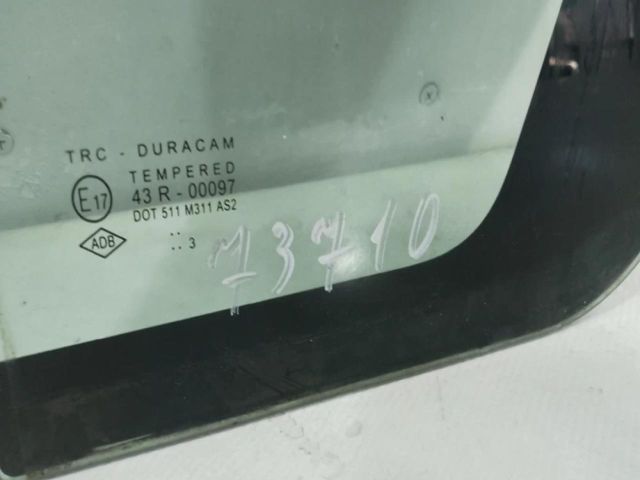 TRC - DURACAM
TEMPERED
E17 43 R - 00097
DOT 511 M311 AS2
ADB .. 3
73710